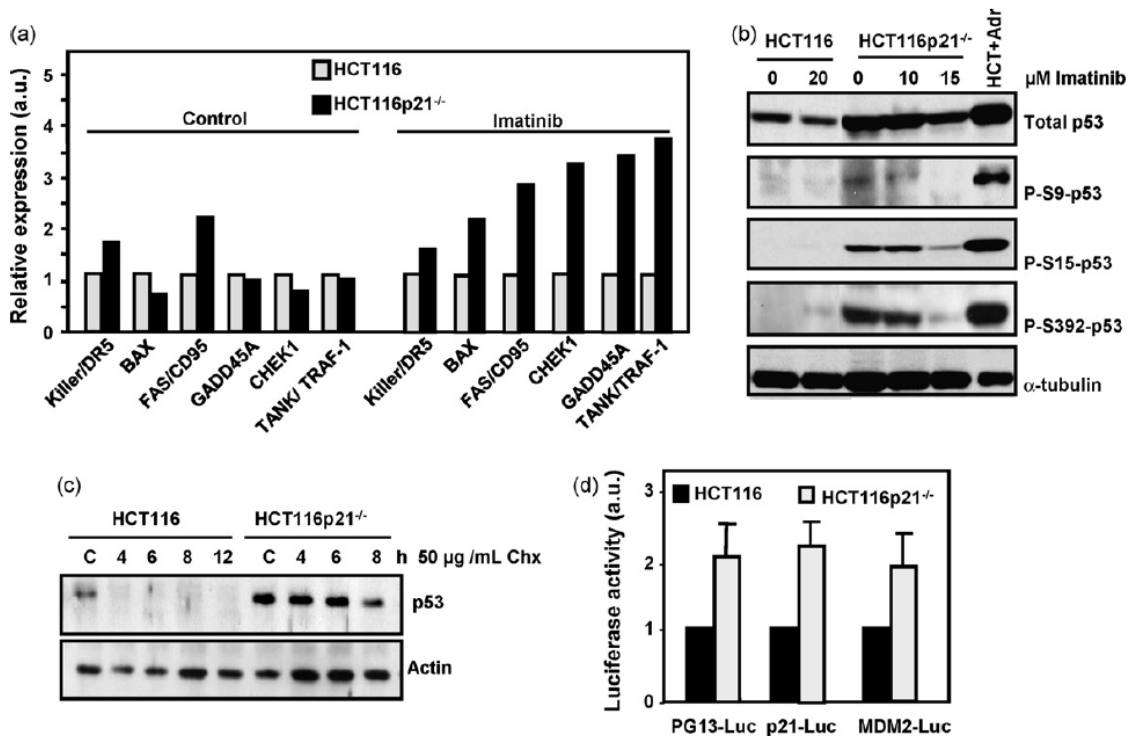 (a)
Relative expression (a.u.)
5
4
3
2
1
0
HCT116
HCT116p21-/-
Control
Imatinib
Killer/DR5
BAX
FAS/CD95
GADD45A
CHEK1
TANK/ TRAF-1
Killer/DR5
BAX
FAS/CD95
CHEK1
GADD45A
TANK/TRAF-1
(b)
HCT116 HCT116p21-/- HCT+Adr
0 20 0 10 15 µM Imatinib
Total p53
P-S9-p53
P-S15-p53
P-S392-p53
α-tubulin
(c)
HCT116 HCT116p21-/-
C 4 6 8 12 C 4 6 8 h 50 µg /mL Chx
p53
Actin
(d)
Luciferase activity (a.u.)
3
2
1
0
HCT116 HCT116p21-/-
PG13-Luc p21-Luc MDM2-Luc